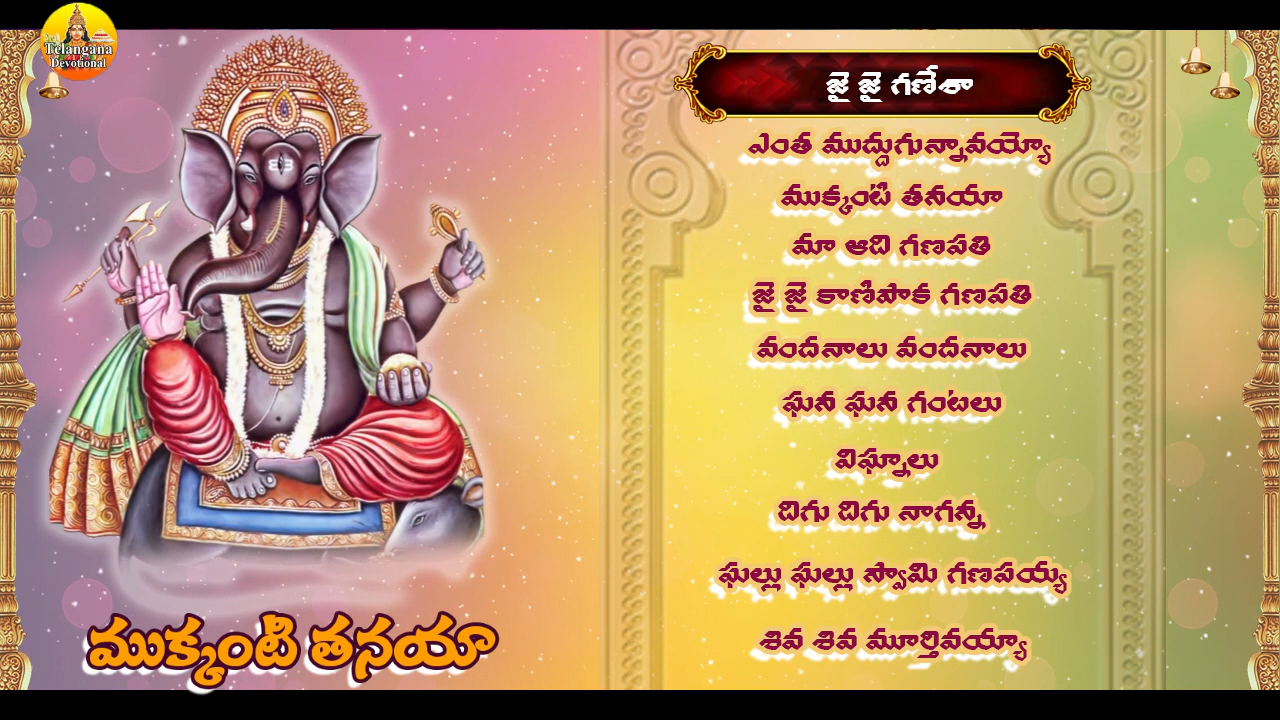 Telangana
Devotional
జై జై గణేశా
ఎంత ముద్దుగున్నావయ్యో
ముక్కంటి తనయా
మా ఆది గణపతి
జై జై కాణిపాక గణపతి
వందనాలు వందనాలు
ఘన ఘన గంటలు
విఘ్నాలు
దిగు దిగు నాగన్న
ఘల్లు ఘల్లు స్వామి గణపయ్య
శివ శివ మూర్తివయ్యా
ముక్కంటి తనయా